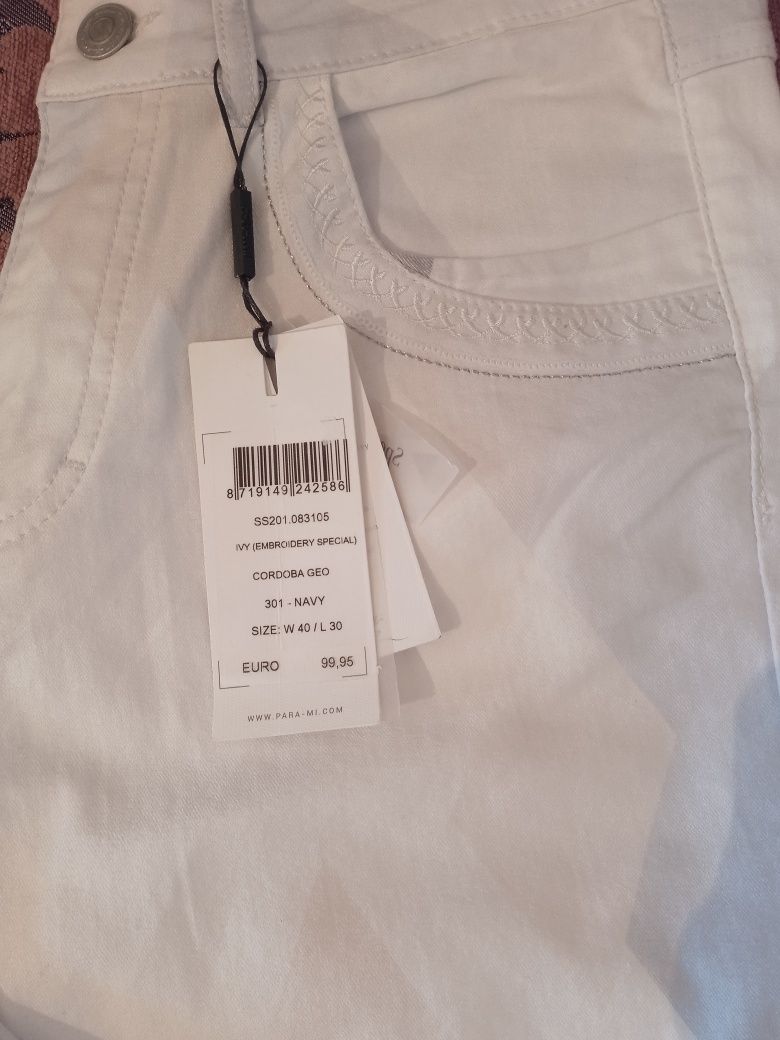 8 719149 242586
SS201.083105
IVY (EMBROIDERY SPECIAL)
CORDOBA GEO
301 - NAVY
SIZE: W 40 / L 30
EURO 99,95
WWW.PARA-MI.COM